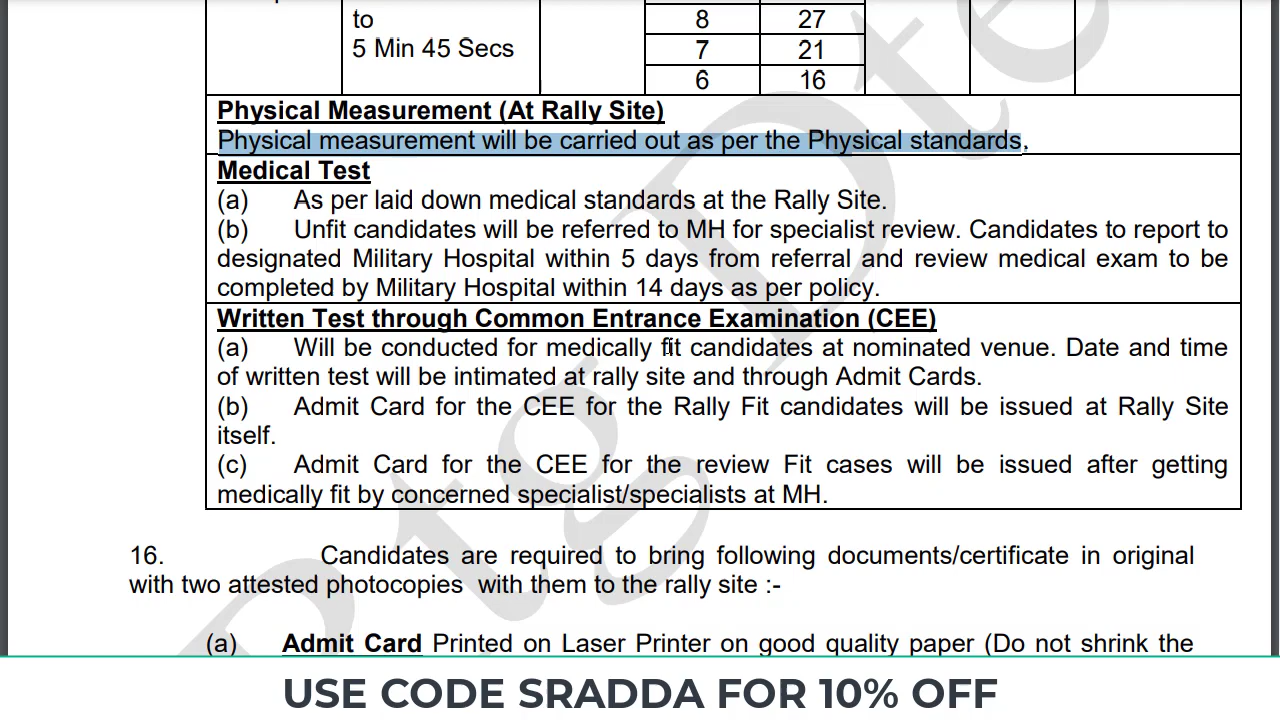 to
5 Min 45 Secs
8 27
7 21
6 16
Physical Measurement (At Rally Site)
Physical measurement will be carried out as per the Physical standards.
Medical Test
(a) As per laid down medical standards at the Rally Site.
(b) Unfit candidates will be referred to MH for specialist review. Candidates to report to
designated Military Hospital within 5 days from referral and review medical exam to be
completed by Military Hospital within 14 days as per policy.
Written Test through Common Entrance Examination (CEE)
(a) Will be conducted for medically fit candidates at nominated venue. Date and time
of written test will be intimated at rally site and through Admit Cards.
(b) Admit Card for the CEE for the Rally Fit candidates will be issued at Rally Site
itself.
(c) Admit Card for the CEE for the review Fit cases will be issued after getting
medically fit by concerned specialist/specialists at MH.
16. Candidates are required to bring following documents/certificate in original
with two attested photocopies with them to the rally site :-
(a) Admit Card Printed on Laser Printer on good quality paper (Do not shrink the
USE CODE SRADDA FOR 10% OFF